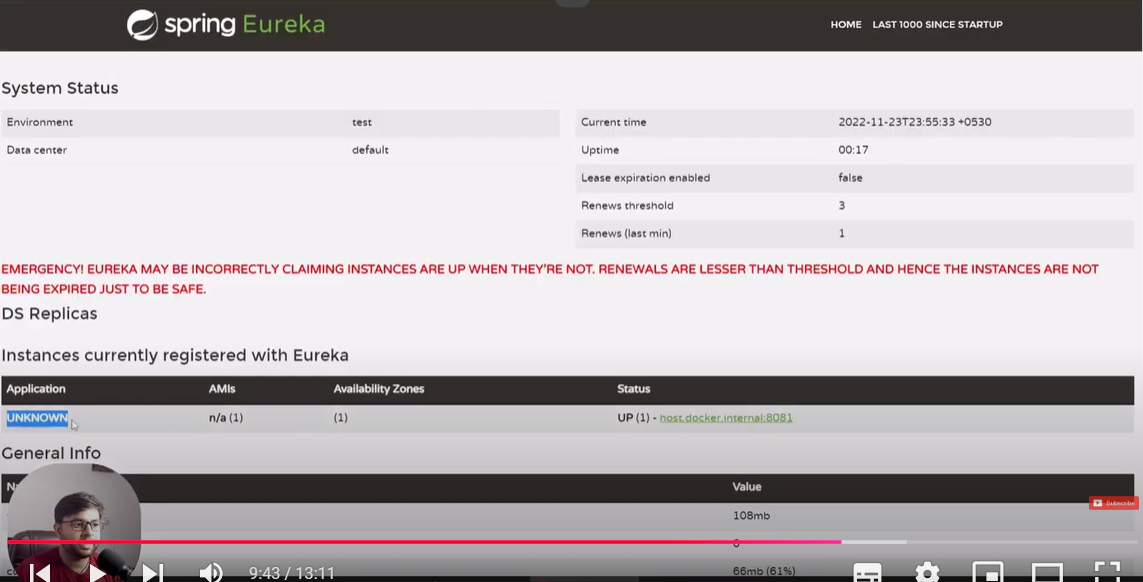 spring Eureka
HOME LAST 1000 SINCE STARTUP
System Status
Environment test
Data center default
Current time 2022-11-23T23:55:33 +0530
Uptime 00:17
Lease expiration enabled false
Renews threshold 3
Renews (last min) 1
EMERGENCY! EUREKA MAY BE INCORRECTLY CLAIMING INSTANCES ARE UP WHEN THEY'RE NOT. RENEWALS ARE LESSER THAN THRESHOLD AND HENCE THE INSTANCES ARE NOT
BEING EXPIRED JUST TO BE SAFE.
DS Replicas
Instances currently registered with Eureka
Application AMIs Availability Zones Status
UNKNOWN n/a (1) (1) UP (1) - host.docker.internal:8081
General Info
Value
Subscribe
108mb
66mb (61%)
9:43 / 13:11